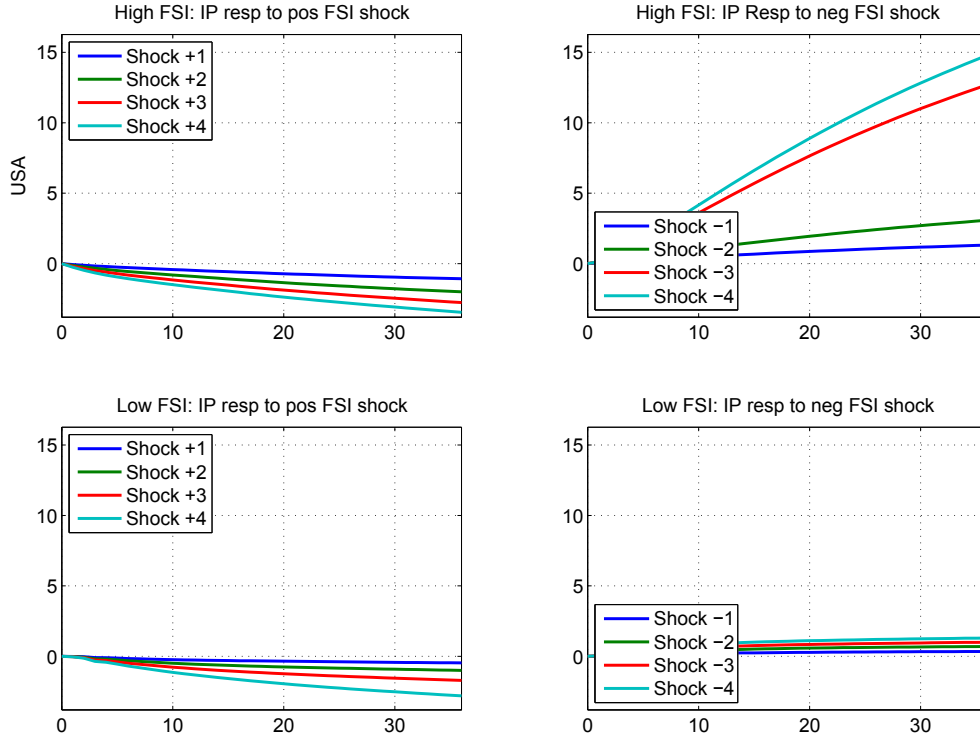 High FSI: IP resp to pos FSI shock
15
10
5
0
USA
Shock +1
Shock +2
Shock +3
Shock +4
0 10 20 30
High FSI: IP Resp to neg FSI shock
15
10
5
0
Shock −1
Shock −2
Shock −3
Shock −4
0 10 20 30
Low FSI: IP resp to pos FSI shock
15
10
5
0
Shock +1
Shock +2
Shock +3
Shock +4
0 10 20 30
Low FSI: IP resp to neg FSI shock
15
10
5
0
Shock −1
Shock −2
Shock −3
Shock −4
0 10 20 30